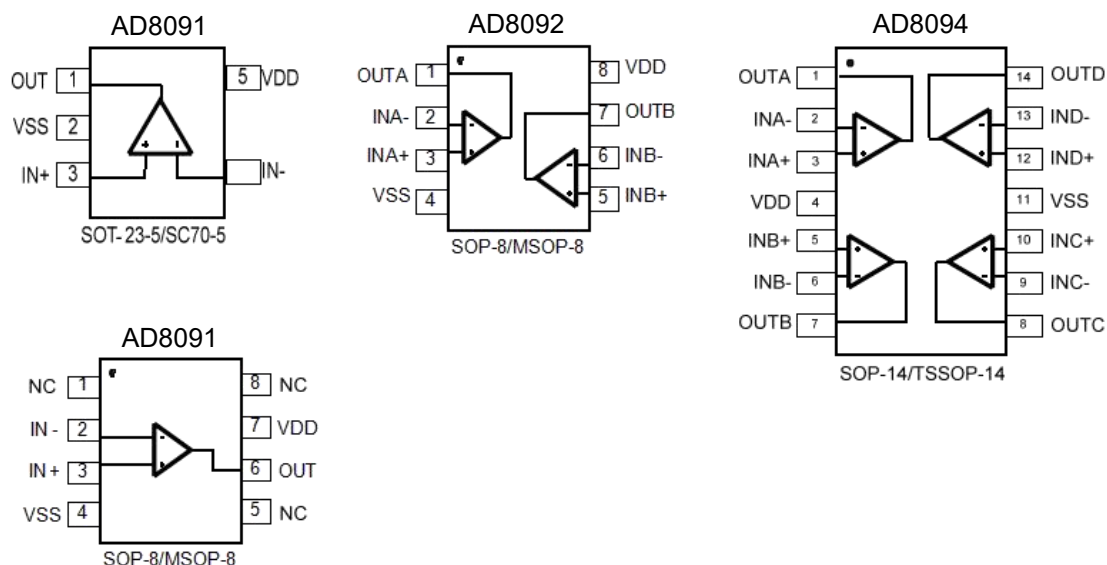 AD8091
OUT 1
5 VDD
VSS 2
IN+ 3
IN-
+ -
SOT-23-5/SC70-5
AD8092
OUTA 1
8 VDD
INA- 2
7 OUTB
INA+ 3
6 INB-
VSS 4
5 INB+
- +
- +
SOP-8/MSOP-8
AD8094
OUTA 1
14 OUTD
INA- 2
13 IND-
INA+ 3
12 IND+
VDD 4
11 VSS
INB+ 5
10 INC+
INB- 6
9 INC-
OUTB 7
8 OUTC
- +
- +
+ -
+ -
SOP-14/TSSOP-14
AD8091
NC 1
8 NC
IN - 2
7 VDD
IN + 3
6 OUT
VSS 4
5 NC
- +
SOP-8/MSOP-8